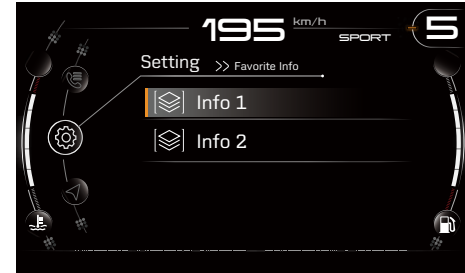 195 km/h
SPORT
5
Setting >> Favorite Info
Info 1
Info 2